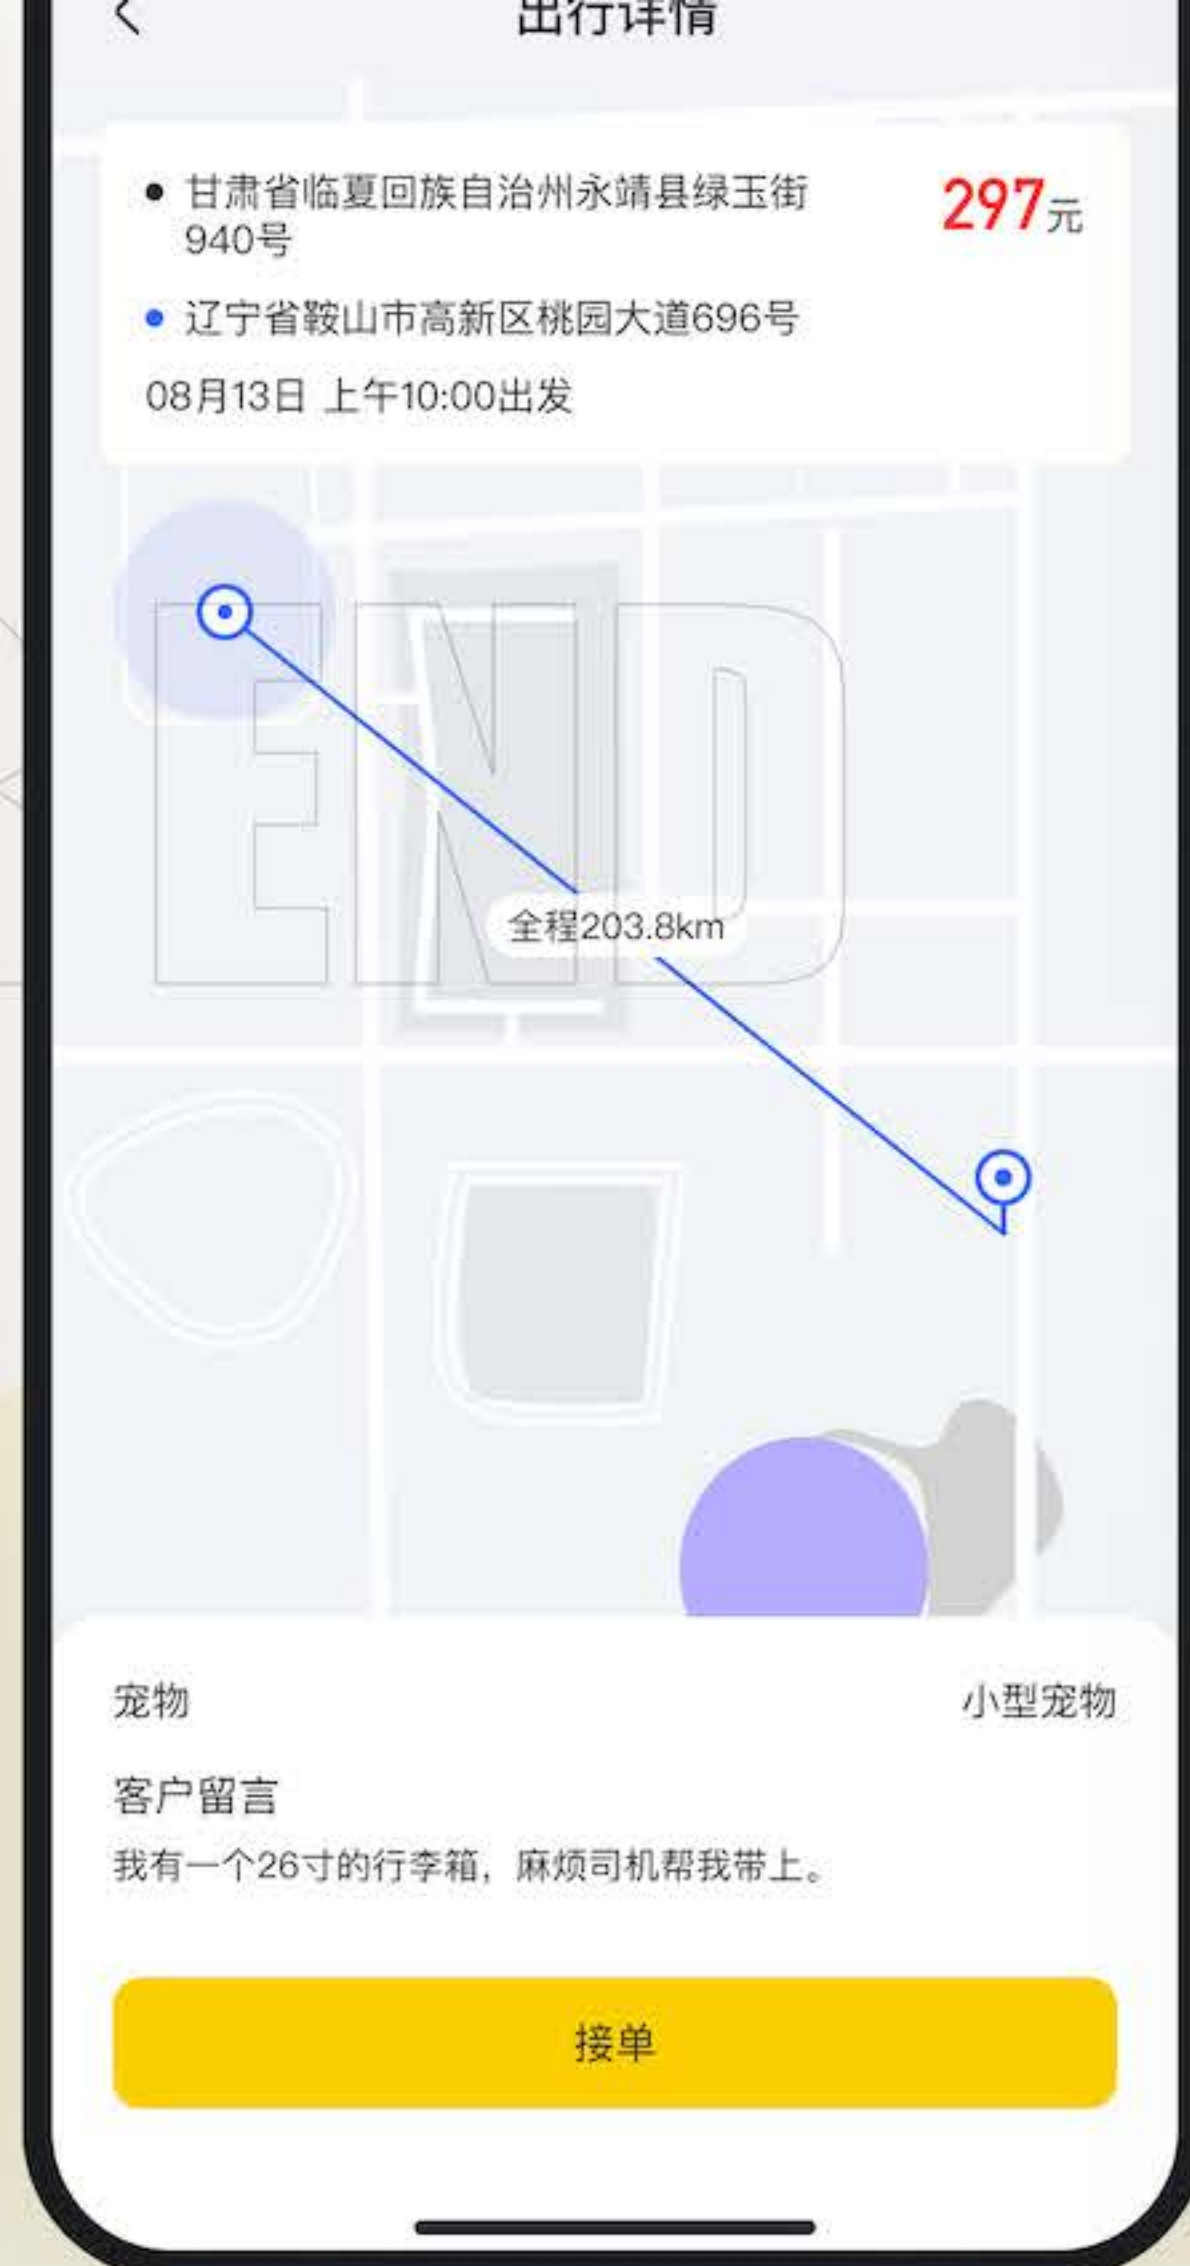 出行详情
甘肃省临夏回族自治州永靖县绿玉街
940号
297元
辽宁省鞍山市高新区桃园大道696号
08月13日 上午10:00出发
END
全程203.8km
宠物
小型宠物
客户留言
我有一个26寸的行李箱，麻烦司机帮我带上。
接单